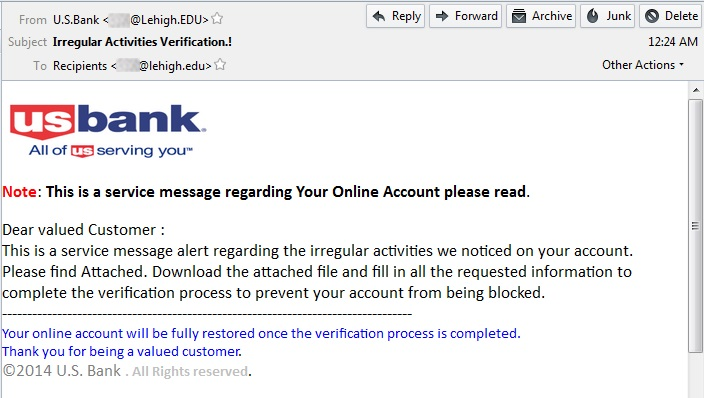 From U.S.Bank < @Lehigh.EDU> Reply Forward Archive Junk Delete
Subject Irregular Activities Verification.! 12:24 AM
To Recipients < @lehigh.edu> Other Actions
usbank.
All of us serving you™
Note: This is a service message regarding Your Online Account please read.
Dear valued Customer :
This is a service message alert regarding the irregular activities we noticed on your account.
Please find Attached. Download the attached file and fill in all the requested information to
complete the verification process to prevent your account from being blocked.
--------------------------------------------------------------------------------
Your online account will be fully restored once the verification process is completed.
Thank you for being a valued customer.
©2014 U.S. Bank . All Rights reserved.